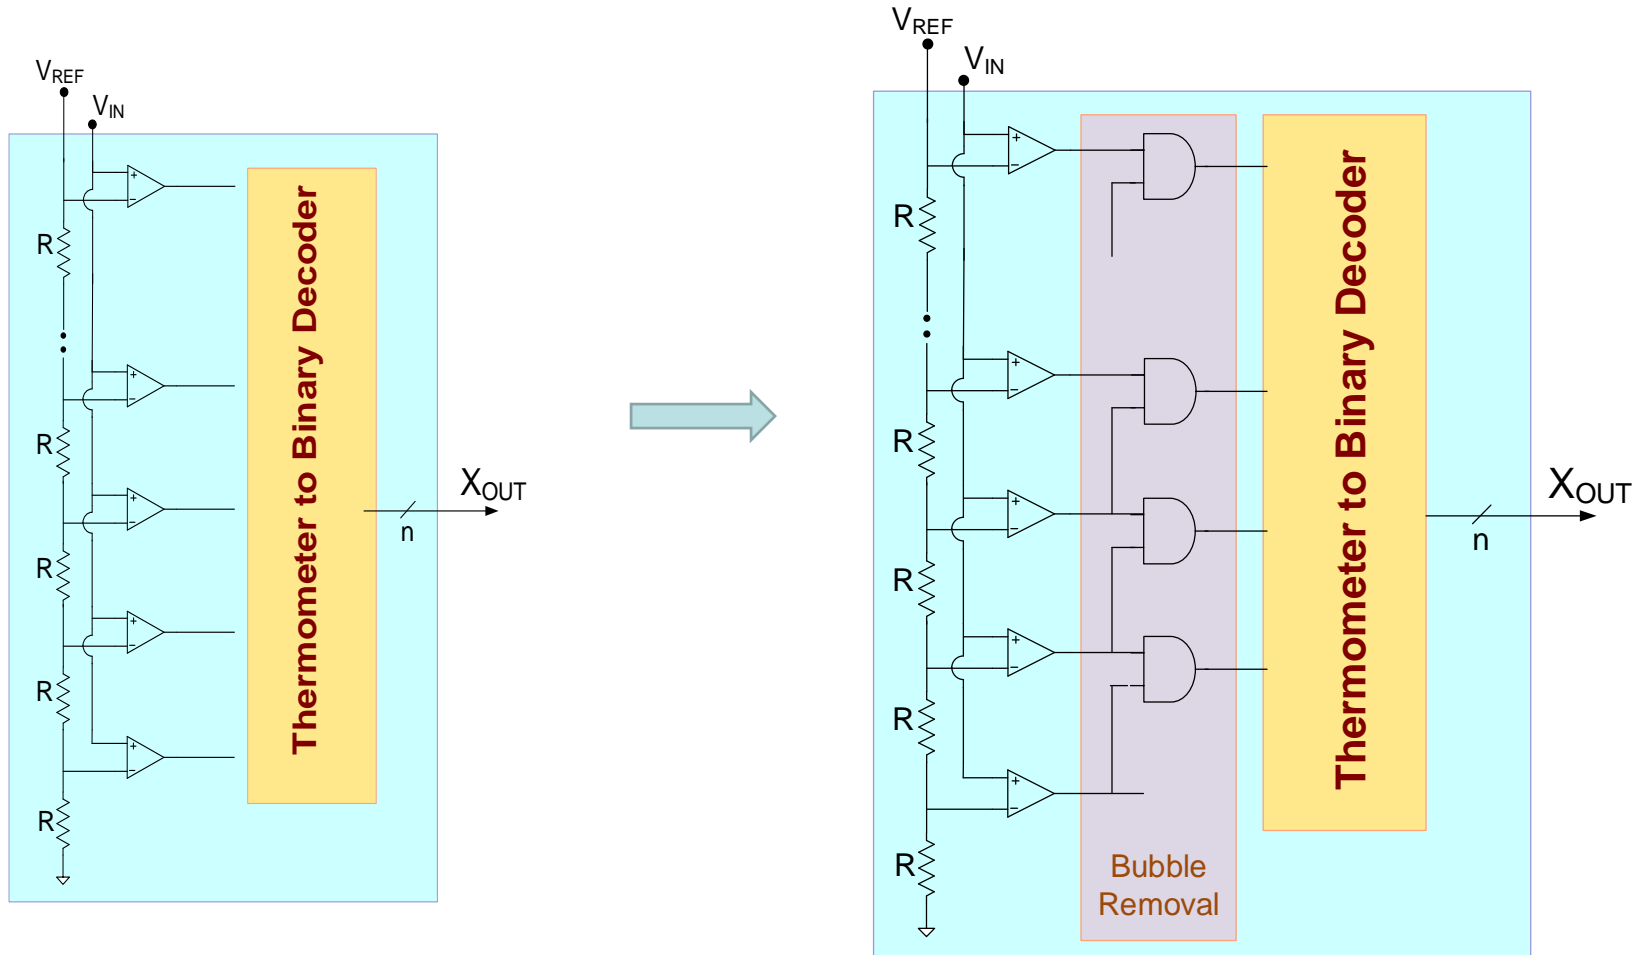 VREF
VIN
+
−
R
+
−
R
+
−
R
+
−
R
+
−
R
Thermometer to Binary Decoder
XOUT
n
VREF
VIN
+
−
R
+
−
R
+
−
R
+
−
R
+
−
R
Bubble
Removal
Thermometer to Binary Decoder
XOUT
n